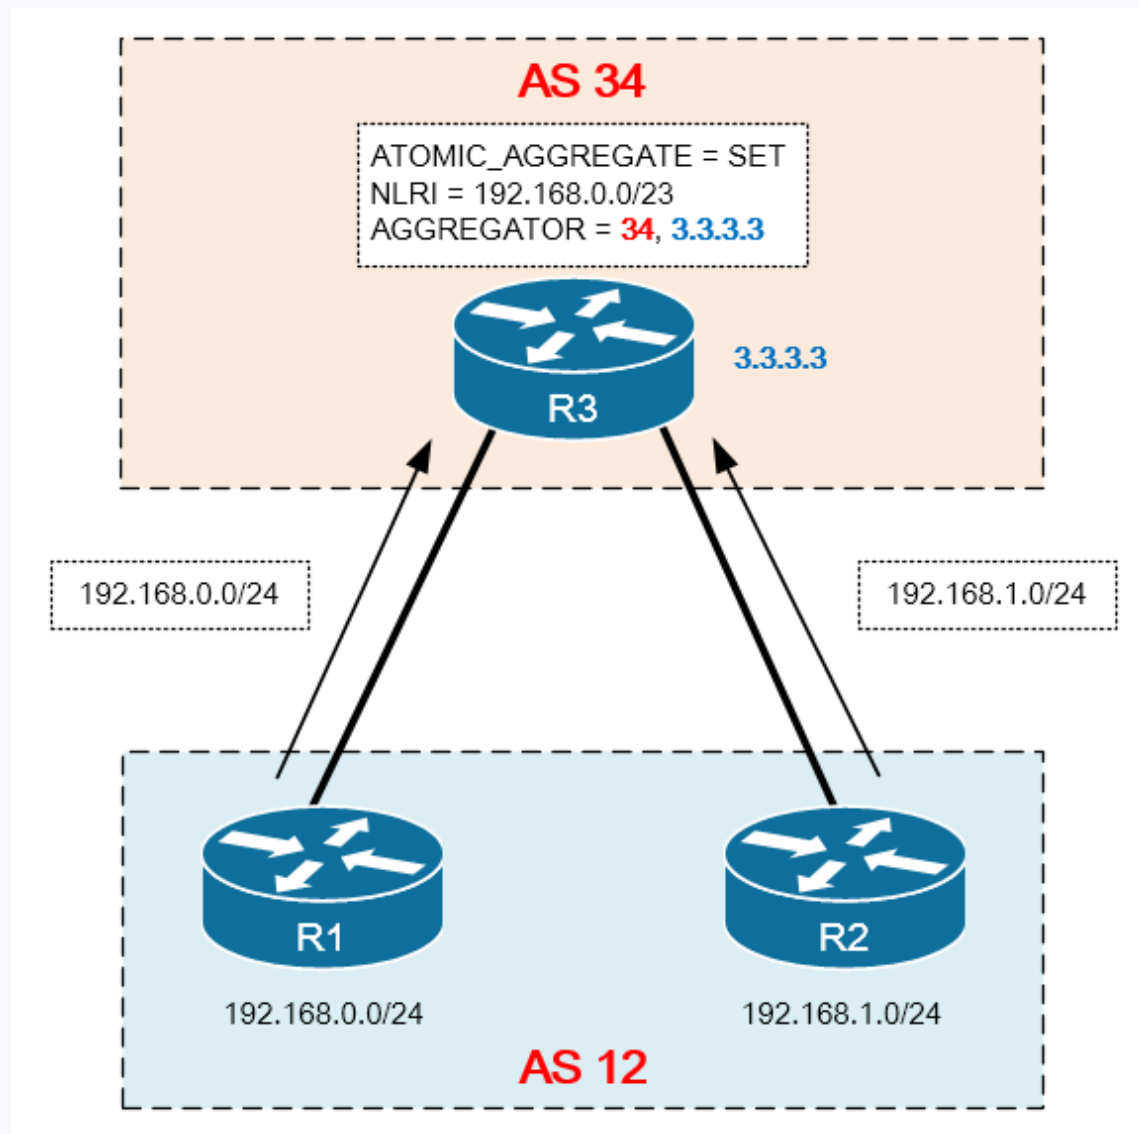 AS 34
ATOMIC_AGGREGATE = SET
NLRI = 192.168.0.0/23
AGGREGATOR = 34, 3.3.3.3
3.3.3.3
R3
192.168.0.0/24
192.168.1.0/24
R1
R2
192.168.0.0/24
192.168.1.0/24
AS 12